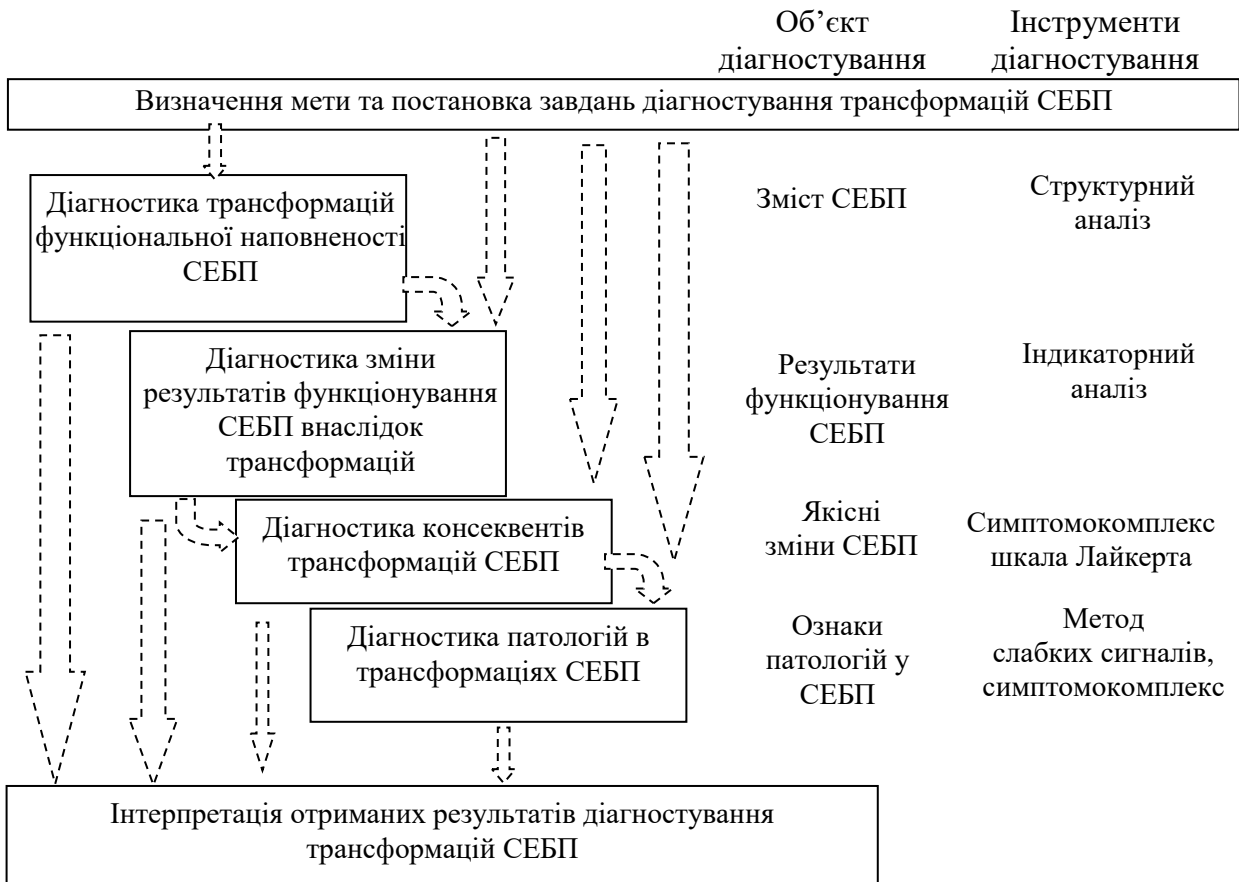 Об’єкт
діагностування
Інструменти
діагностування
Визначення мети та постановка завдань діагностування трансформацій СЕБП
Діагностика трансформацій
функціональної наповненості
СЕБП
Зміст СЕБП
Структурний
аналіз
Діагностика зміни
результатів функціонування
СЕБП внаслідок
трансформацій
Результати
функціонування
СЕБП
Індикаторний
аналіз
Діагностика консеквентів
трансформацій СЕБП
Якісні
зміни СЕБП
Симптомокомплекс
шкала Лайкерта
Діагностика патологій в
трансформаціях СЕБП
Ознаки
патологій у
СЕБП
Метод
слабких сигналів,
симптомокомплекс
Інтерпретація отриманих результатів діагностування
трансформацій СЕБП